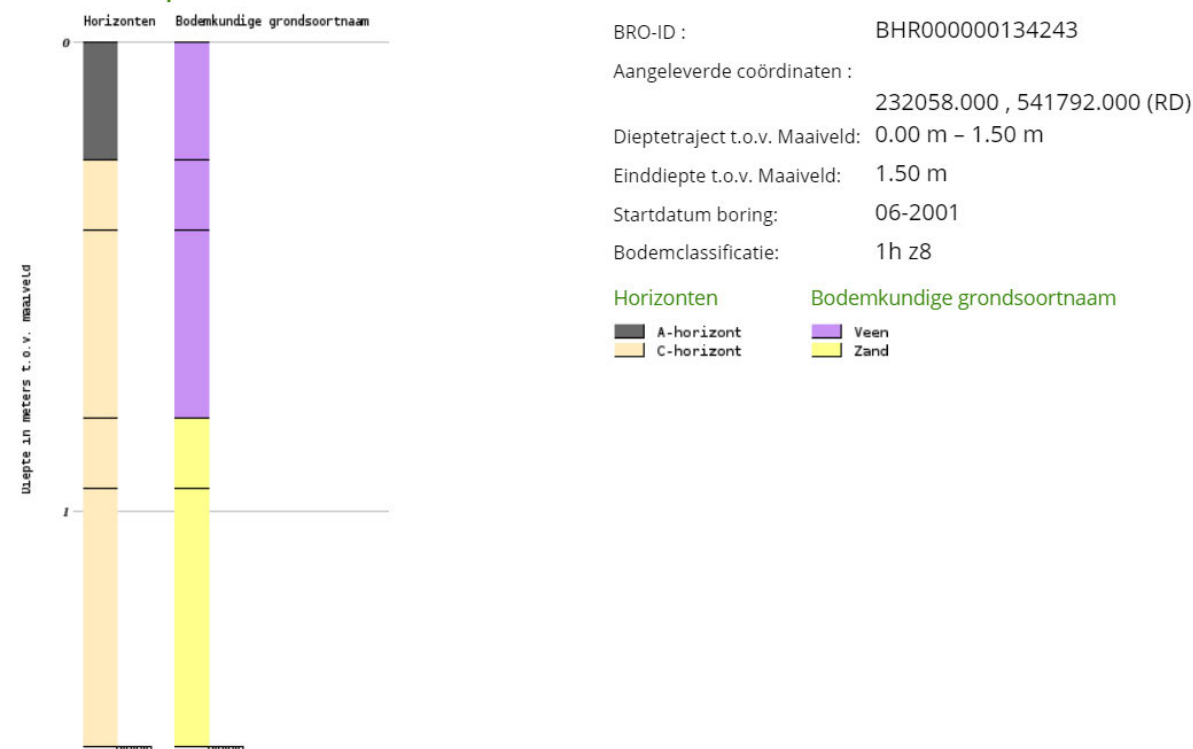 Horizonten Bodemkundige grondsoortnaam
0
Diepte in meters t.o.v. maaiveld
1
BRO-ID : BHR000000134243
Aangeleverde coördinaten :
232058.000 , 541792.000 (RD)
Dieptetraject t.o.v. Maaiveld: 0.00 m – 1.50 m
Einddiepte t.o.v. Maaiveld: 1.50 m
Startdatum boring: 06-2001
Bodemclassificatie: 1h z8
Horizonten Bodemkundige grondsoortnaam
A-horizont Veen
C-horizont Zand